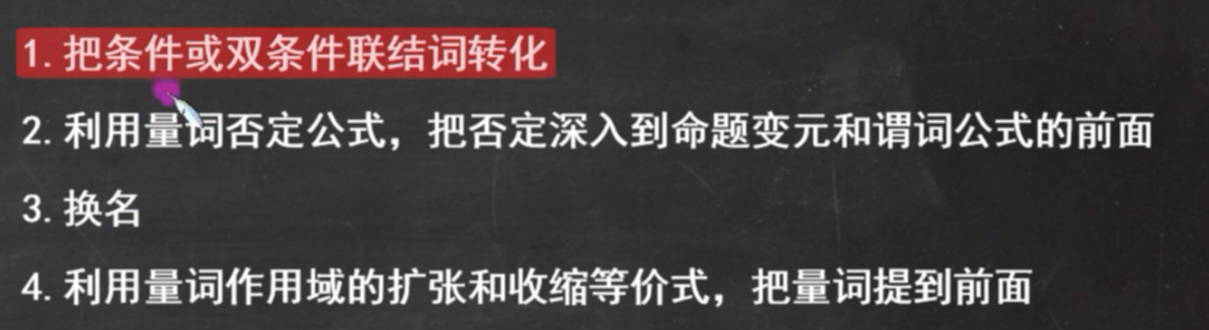 1.把条件或双条件联结词转化
2.利用量词否定公式，把否定深入到命题变元和谓词公式的前面
3.换名
4.利用量词作用域的扩张和收缩等价式，把量词提到前面